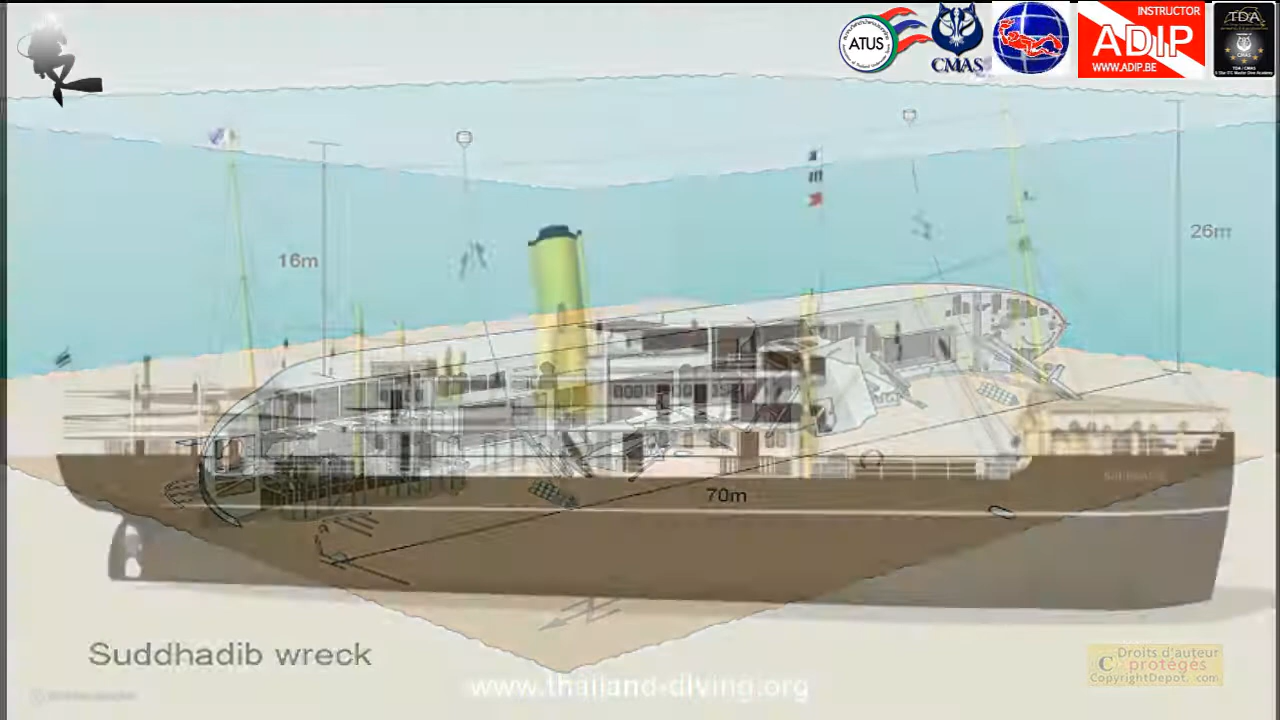 INSTRUCTOR
ATUS
CMAS
ADIP
WWW.ADIP.BE
TDA
CMAS
16m
26m
70m
Suddhadib wreck
www.thailand-diving.org
C Droits d'auteur
protégés
CopyrightDepot. com